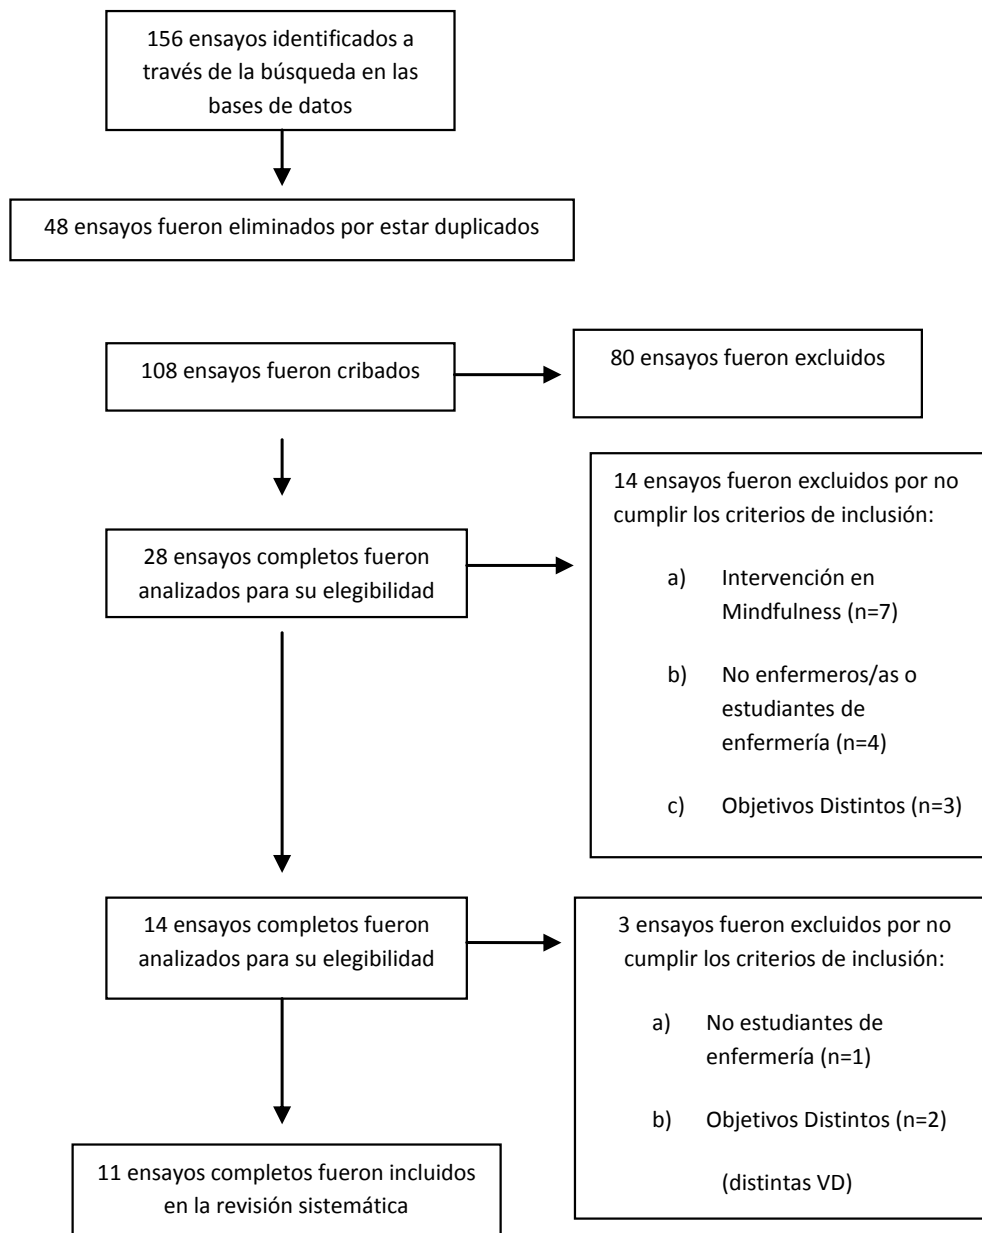 156 ensayos identificados a
través de la búsqueda en las
bases de datos
48 ensayos fueron eliminados por estar duplicados
108 ensayos fueron cribados
80 ensayos fueron excluidos
28 ensayos completos fueron
analizados para su elegibilidad
14 ensayos fueron excluidos por no
cumplir los criterios de inclusión:
a) Intervención en
Mindfulness (n=7)
b) No enfermeros/as o
estudiantes de
enfermería (n=4)
c) Objetivos Distintos (n=3)
14 ensayos completos fueron
analizados para su elegibilidad
3 ensayos fueron excluidos por no
cumplir los criterios de inclusión:
a) No estudiantes de
enfermería (n=1)
b) Objetivos Distintos (n=2)
(distintas VD)
11 ensayos completos fueron incluidos
en la revisión sistemática